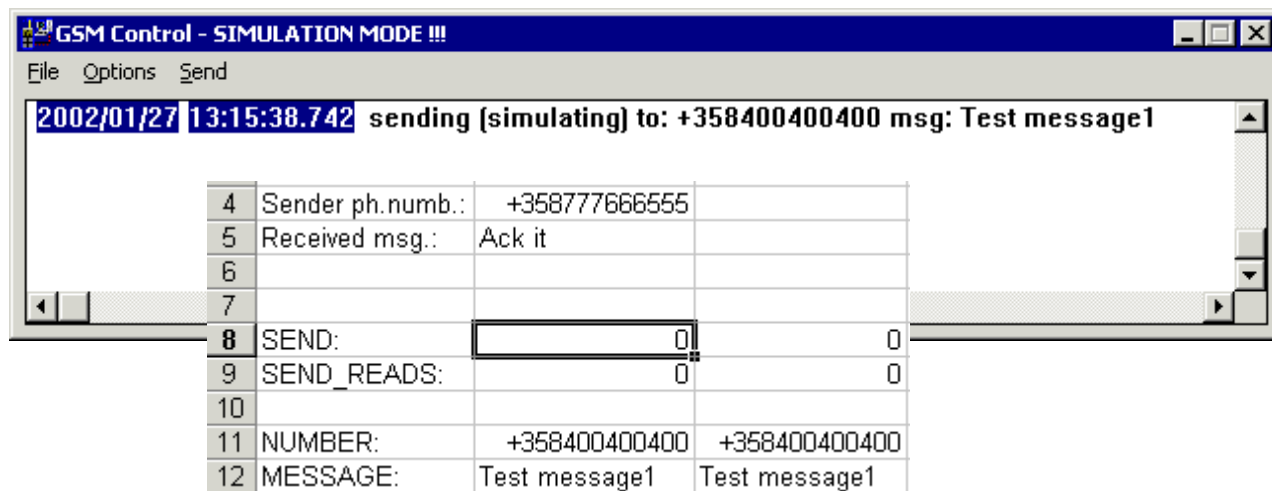 GSM Control - SIMULATION MODE !!!
File Options Send
2002/01/27 13:15:38.742 sending (simulating) to: +358400400400 msg: Test message1
4 Sender ph.numb.: +358777666555
5 Received msg.: Ack it
6
7
8 SEND: 0 0
9 SEND_READS: 0 0
10
11 NUMBER: +358400400400 +358400400400
12 MESSAGE: Test message1 Test message1